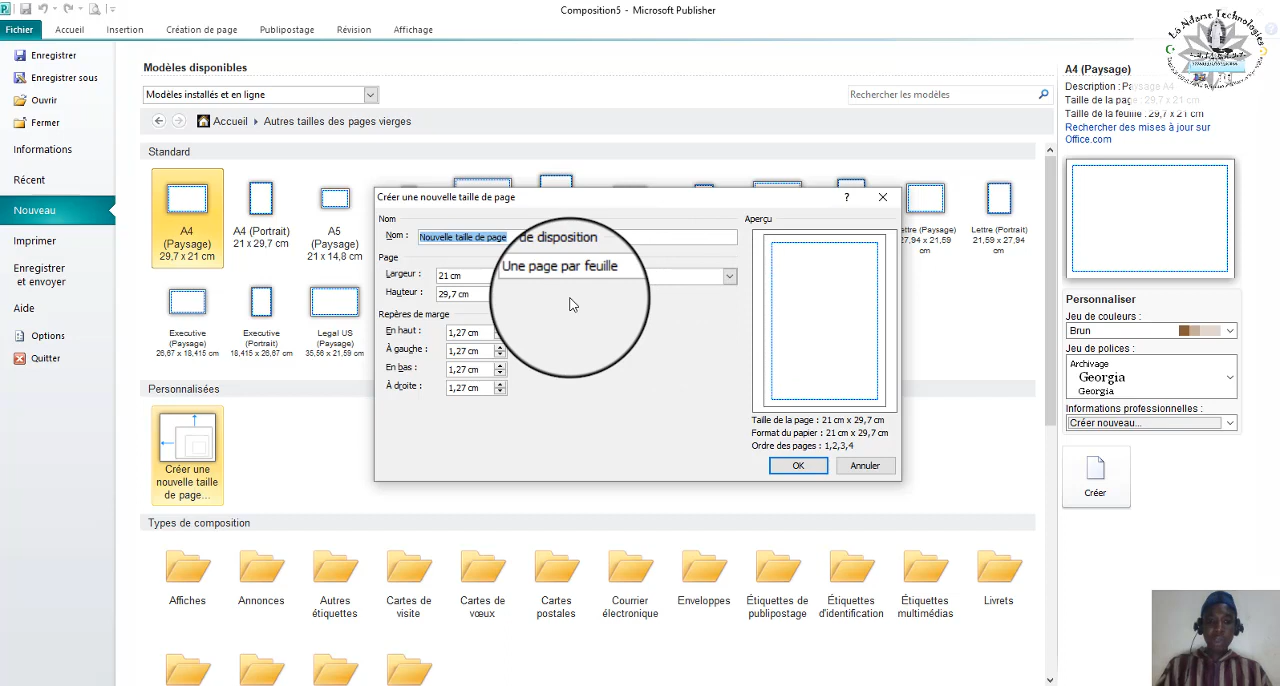 Composition5 - Microsoft Publisher
Fichier
Accueil
Insertion
Création de page
Publipostage
Révision
Affichage
Enregistrer
Enregistrer sous
Ouvrir
Fermer
Informations
Récent
Nouveau
Imprimer
Enregistrer
et envoyer
Aide
Options
Quitter
Modèles disponibles
Modèles installés et en ligne
Rechercher les modèles
Accueil
Autres tailles des pages vierges
Standard
A4
(Paysage)
29,7 x 21 cm
A4 (Portrait)
21 x 29,7 cm
A5
(Paysage)
21 x 14,8 cm
Lettre (Paysage)
27,94 x 21,59
cm
Lettre (Portrait)
21,59 x 27,94
cm
Executive
(Paysage)
26,67 x 18,415 cm
Executive
(Portrait)
18,415 x 26,67 cm
Legal US
(Paysage)
35,56 x 21,59 cm
Créer une nouvelle taille de page
?
Nom
Nom :
Nouvelle taille de page
de disposition
Page
Une page par feuille
Largeur :
21 cm
Hauteur :
29,7 cm
Repères de marge
En haut :
1,27 cm
À gauche :
1,27 cm
En bas :
1,27 cm
À droite :
1,27 cm
Aperçu
Taille de la page : 21 cm x 29,7 cm
Format du papier : 21 cm x 29,7 cm
Ordre des pages : 1,2,3,4
OK
Annuler
Personnalisées
Créer une
nouvelle taille
de page...
Types de composition
Affiches
Annonces
Autres
étiquettes
Cartes de
visite
Cartes de
vœux
Cartes
postales
Courrier
électronique
Enveloppes
Étiquettes de
publipostage
Étiquettes
d'identification
Étiquettes
multimédias
Livrets
A4 (Paysage)
Description : Paysage A4
Taille de la page : 29,7 x 21 cm
Taille de la feuille : 29,7 x 21 cm
Rechercher des mises à jour sur
Office.com
Personnaliser
Jeu de couleurs :
Brun
Jeu de polices :
Archivage
Georgia
Georgia
Informations professionnelles :
Créer nouveau...
Créer